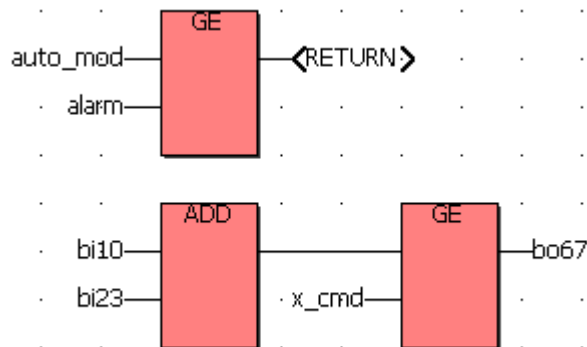 GE
auto_mod <RETURN>
alarm
ADD GE
bi10 bo67
bi23 x_cmd